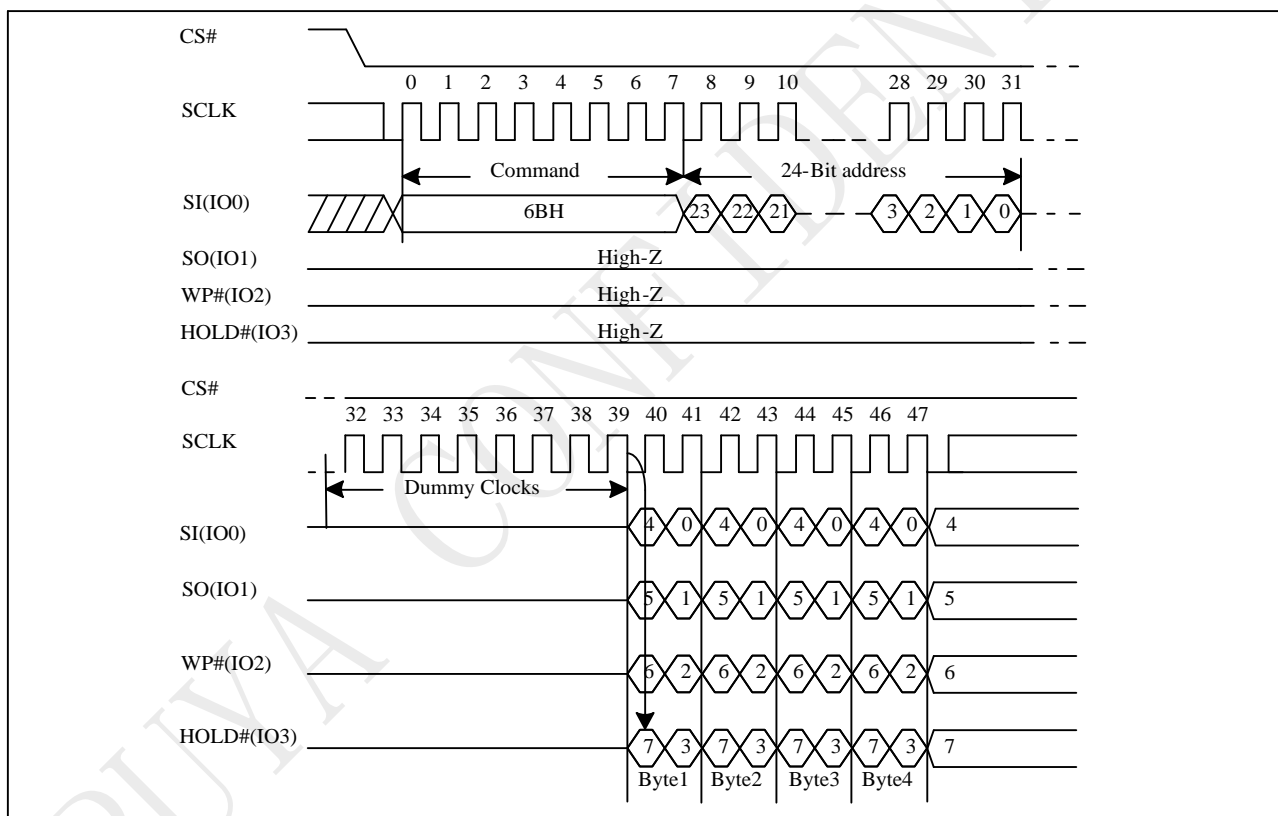 CS#
0 1 2 3 4 5 6 7 8 9 10 28 29 30 31
SCLK
Command 24-Bit address
SI(IO0) 6BH 23 22 21 3 2 1 0
SO(IO1) High-Z
WP#(IO2) High-Z
HOLD#(IO3) High-Z
CS#
32 33 34 35 36 37 38 39 40 41 42 43 44 45 46 47
SCLK
Dummy Clocks
SI(IO0) 4 0 4 0 4 0 4 0 4
SO(IO1) 5 1 5 1 5 1 5 1 5
WP#(IO2) 6 2 6 2 6 2 6 2 6
HOLD#(IO3) 7 3 7 3 7 3 7 3 7
Byte1 Byte2 Byte3 Byte4
PUYA CONFIDEN